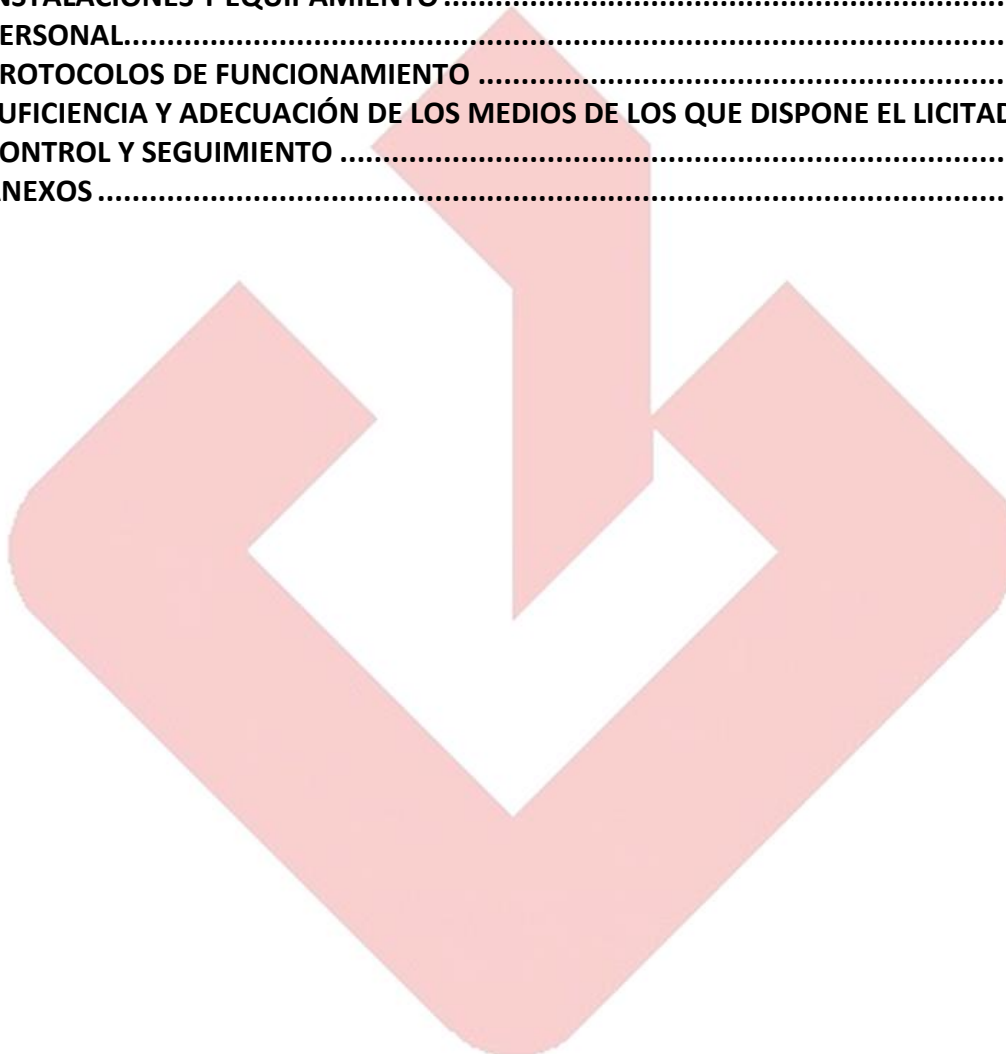 NSTALACIONES Y EQUIPAMIENTO ................................................................
ERSONAL................................................................................................
ROTOCOLOS DE FUNCIONAMIENTO ............................................................
UFICIENCIA Y ADECUACIÓN DE LOS MEDIOS DE LOS QUE DISPONE EL LICITAD
ONTROL Y SEGUIMIENTO ...........................................................................
NEXOS ....................................................................................................